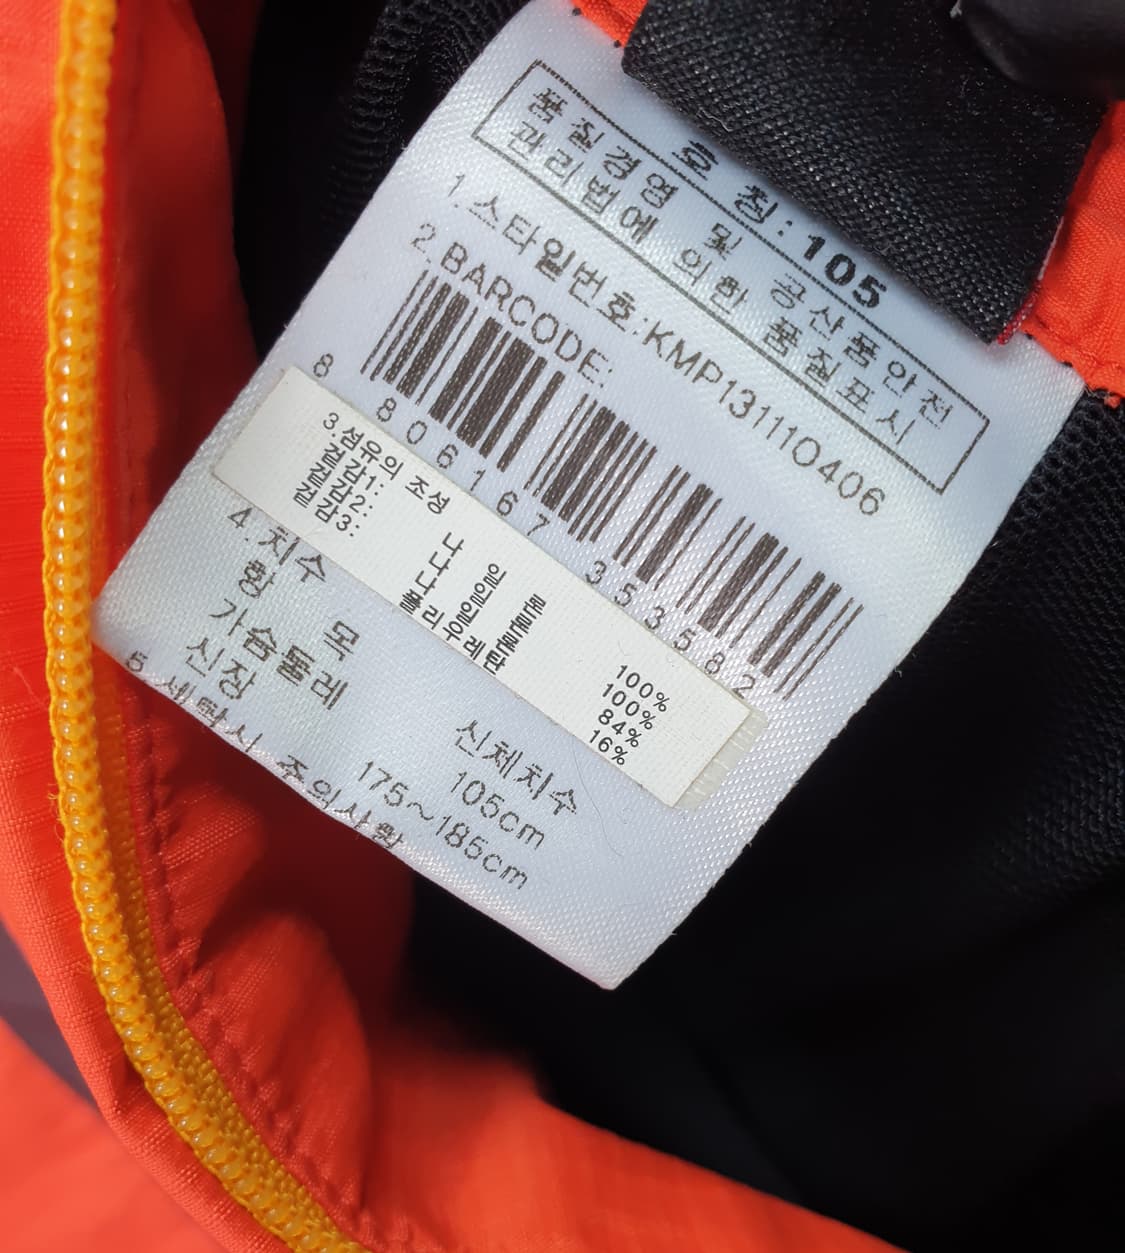 호 칭:105
품질경영 및 공산품안전
관리법에 의한 품질표시
1.스타일번호:KMP131110406
2.BARCODE:
8 806167 353582
3.섬유의 조성
겉감1: 나 일 론 100%
겉감2: 나 일 론 100%
겉감3: 나 일 론 84%
폴리우레탄 16%
4.치수
항 목 신체치수
가슴둘레 105cm
신장 175~185cm
5.세탁시 주의사항